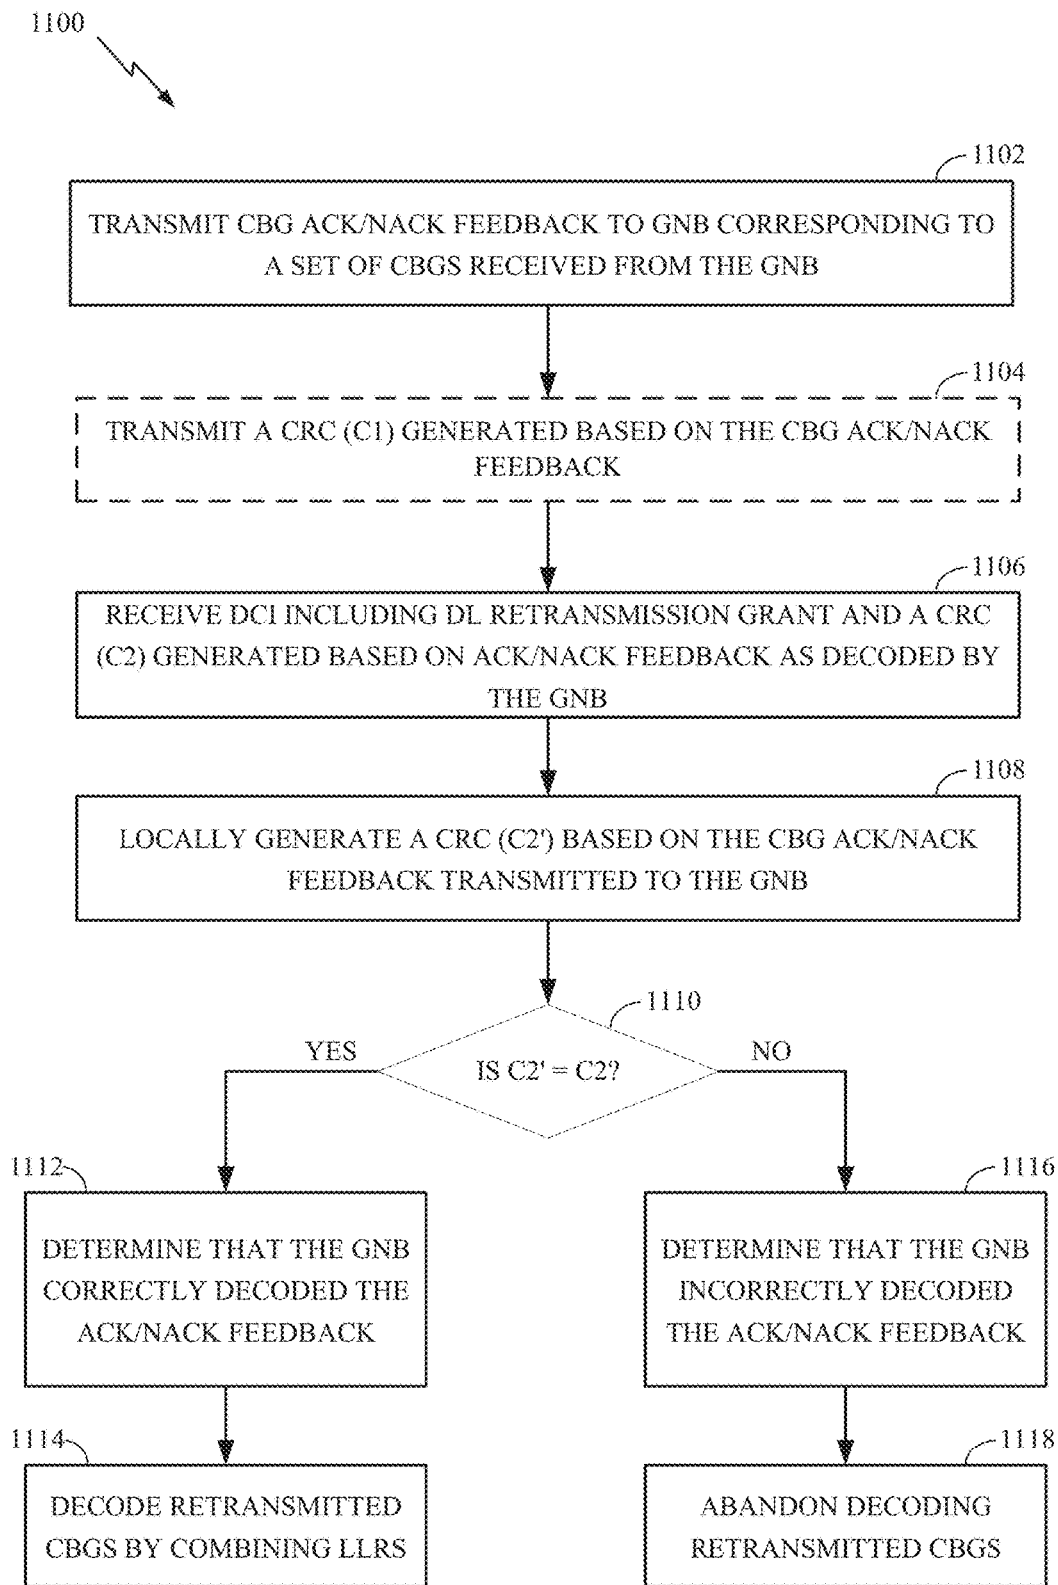 1100
1102
TRANSMIT CBG ACK/NACK FEEDBACK TO GNB CORRESPONDING TO
A SET OF CBGS RECEIVED FROM THE GNB
1104
TRANSMIT A CRC (C1) GENERATED BASED ON THE CBG ACK/NACK
FEEDBACK
1106
RECEIVE DCI INCLUDING DL RETRANSMISSION GRANT AND A CRC
(C2) GENERATED BASED ON ACK/NACK FEEDBACK AS DECODED BY
THE GNB
1108
LOCALLY GENERATE A CRC (C2') BASED ON THE CBG ACK/NACK
FEEDBACK TRANSMITTED TO THE GNB
1110
YES
IS C2' = C2?
NO
1112
DETERMINE THAT THE GNB
CORRECTLY DECODED THE
ACK/NACK FEEDBACK
1116
DETERMINE THAT THE GNB
INCORRECTLY DECODED
THE ACK/NACK FEEDBACK
1114
DECODE RETRANSMITTED
CBGS BY COMBINING LLRS
1118
ABANDON DECODING
RETRANSMITTED CBGS